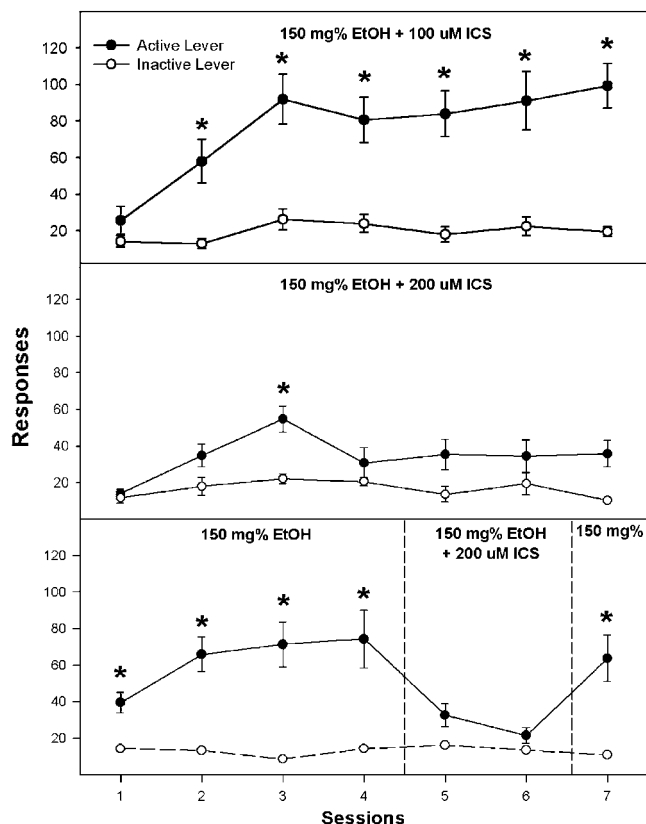 150 mg% EtOH + 100 uM ICS
Active Lever
Inactive Lever
* * * * * *
120
100
80
60
40
20
150 mg% EtOH + 200 uM ICS
*
120
100
80
60
40
20
Responses
150 mg% EtOH
150 mg% EtOH
+ 200 uM ICS
150 mg%
* * * * *
120
100
80
60
40
20
1 2 3 4 5 6 7
Sessions